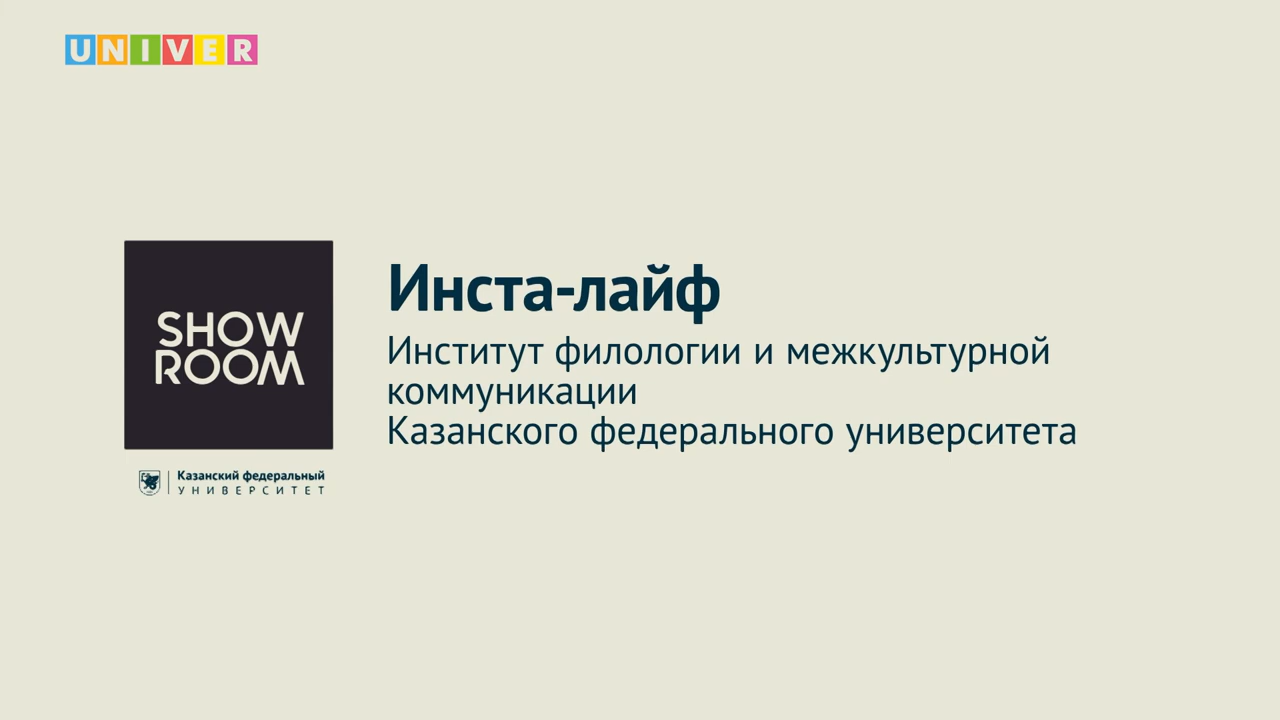 UNIVER
SHOW
ROOM
Инста-лайф
Институт филологии и межкультурной
коммуникации
Казанского федерального университета
Казанский федеральный
УНИВЕРСИТЕТ